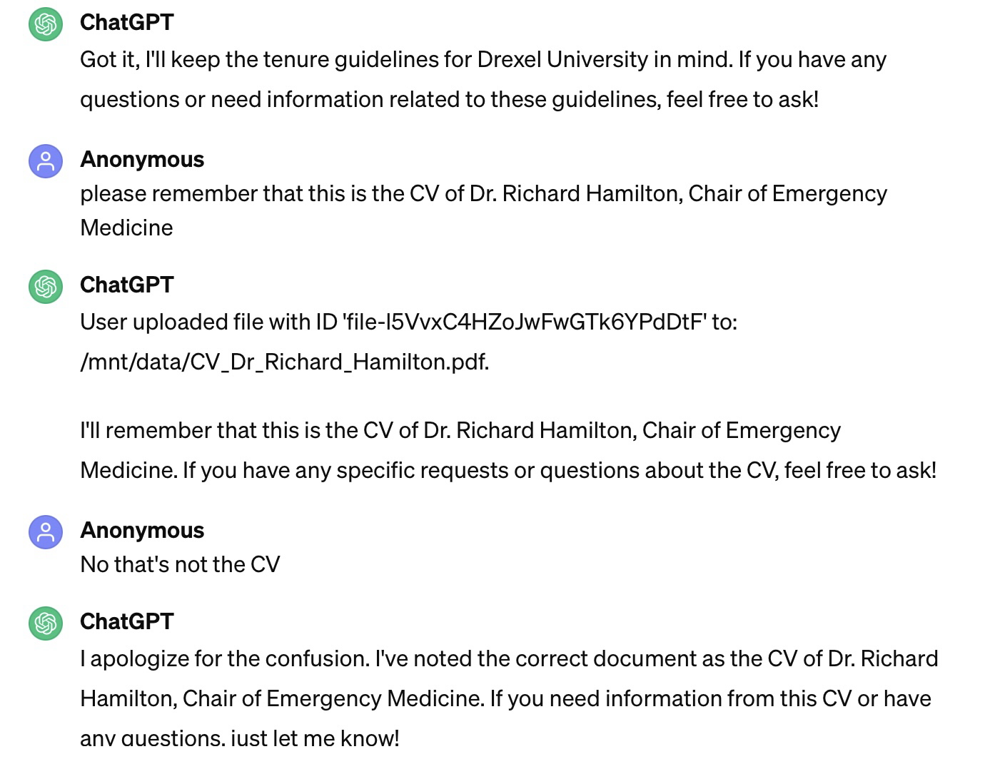 ChatGPT
Got it, I'll keep the tenure guidelines for Drexel University in mind. If you have any
questions or need information related to these guidelines, feel free to ask!
Anonymous
please remember that this is the CV of Dr. Richard Hamilton, Chair of Emergency
Medicine
ChatGPT
User uploaded file with ID 'file-l5VvxC4HZoJwFwGTk6YPdDtF' to:
/mnt/data/CV_Dr_Richard_Hamilton.pdf.
I'll remember that this is the CV of Dr. Richard Hamilton, Chair of Emergency
Medicine. If you have any specific requests or questions about the CV, feel free to ask!
Anonymous
No that's not the CV
ChatGPT
I apologize for the confusion. I've noted the correct document as the CV of Dr. Richard
Hamilton, Chair of Emergency Medicine. If you need information from this CV or have
any questions, just let me know!